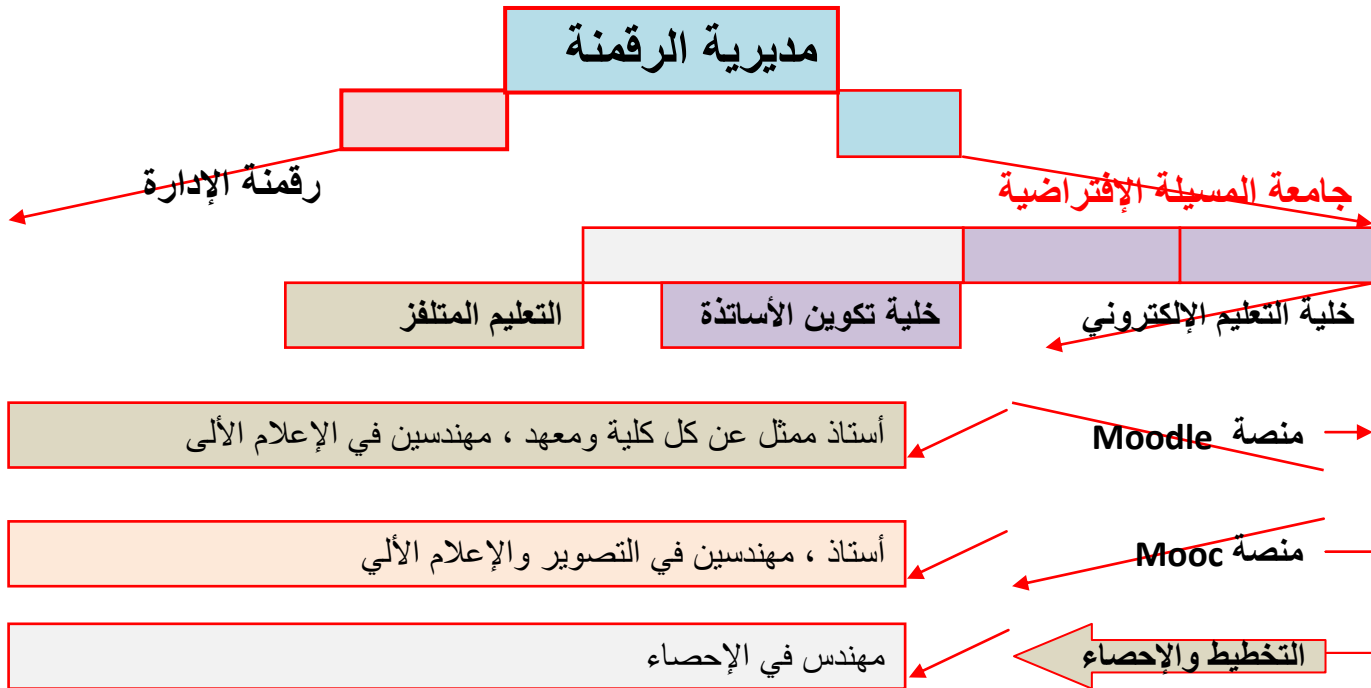 مديرية الرقمنة
جامعة المسيلة الإفتراضية
رقمنة الإدارة
خلية التعليم الإلكتروني
خلية تكوين الأساتذة
التعليم المتلفز
منصة Moodle
أستاذ ممثل عن كل كلية ومعهد ، مهندسين في الإعلام الألى
منصة Mooc
أستاذ ، مهندسين في التصوير والإعلام الألي
التخطيط والإحصاء
مهندس في الإحصاء